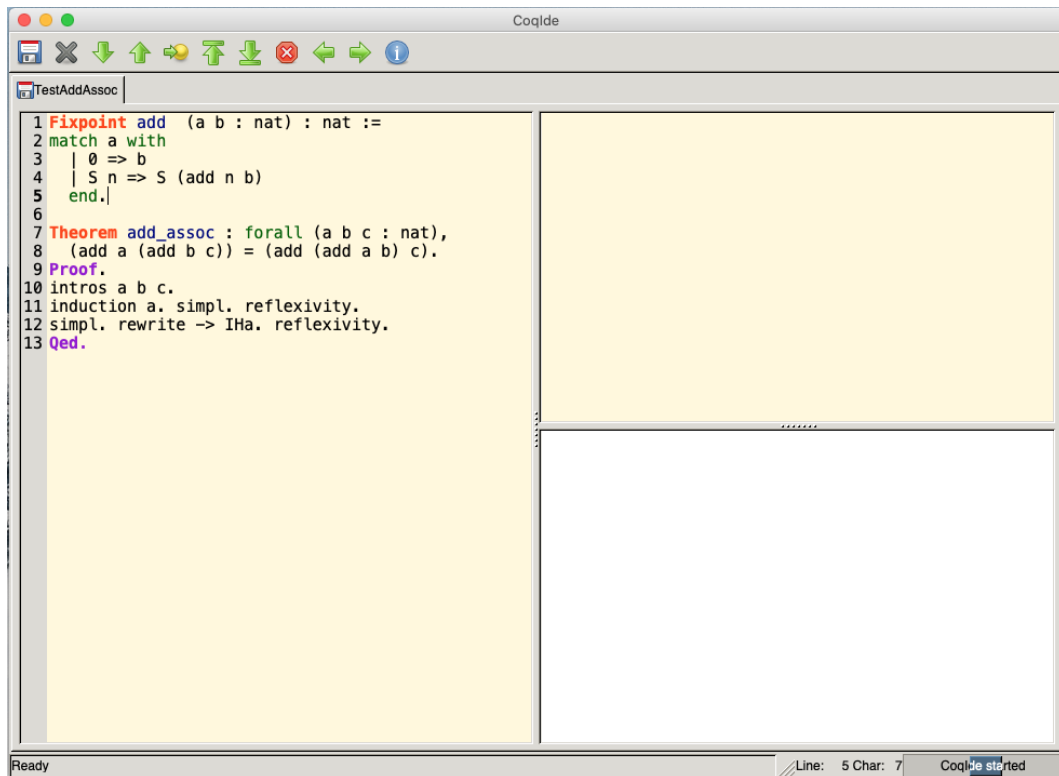 CoqIde
TestAddAssoc
1 Fixpoint add  (a b : nat) : nat :=
2 match a with
3   | 0 => b
4   | S n => S (add n b)
5   end.
6
7 Theorem add_assoc : forall (a b c : nat),
8   (add a (add b c)) = (add (add a b) c).
9 Proof.
10 intros a b c.
11 induction a. simpl. reflexivity.
12 simpl. rewrite -> IHa. reflexivity.
13 Qed.
Ready Line: 5 Char: 7 CoqIde started